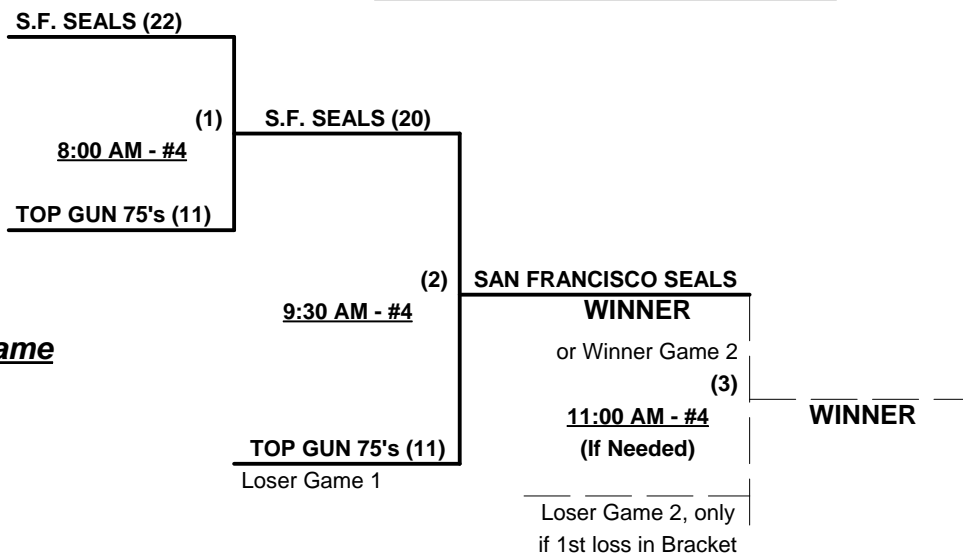 S.F. SEALS (22)
(1)
S.F. SEALS (20)
8:00 AM - #4
TOP GUN 75's (11)
(2)
SAN FRANCISCO SEALS
9:30 AM - #4
WINNER
ame
or Winner Game 2
(3)
11:00 AM - #4
WINNER
TOP GUN 75's (11)
(If Needed)
Loser Game 1
Loser Game 2, only
if 1st loss in Bracket